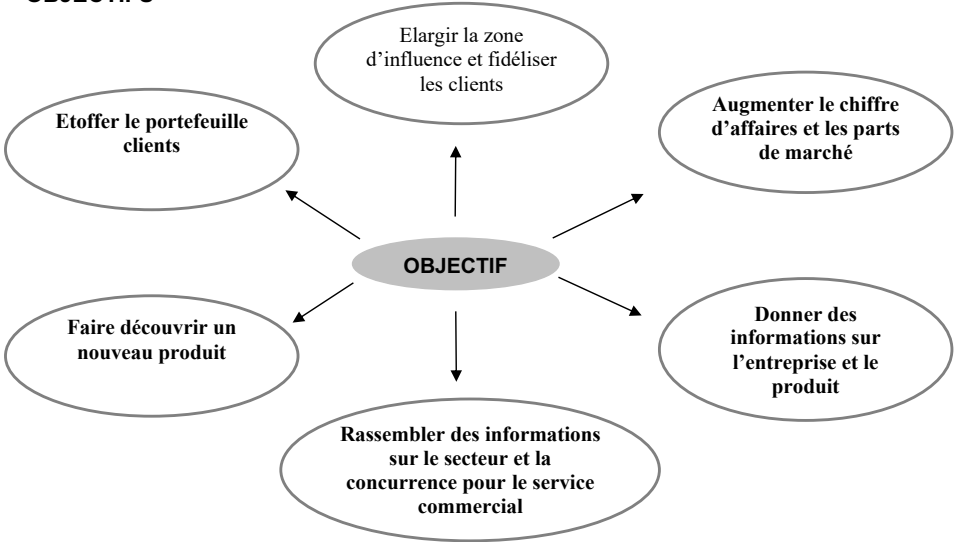 OBJECTIFS
Elargir la zone
d'influence et fidéliser
les clients
Etoffer le portefeuille
clients
Augmenter le chiffre
d'affaires et les parts
de marché
OBJECTIF
Faire découvrir un
nouveau produit
Donner des
informations sur
l'entreprise et le
produit
Rassembler des informations
sur le secteur et la
concurrence pour le service
commercial